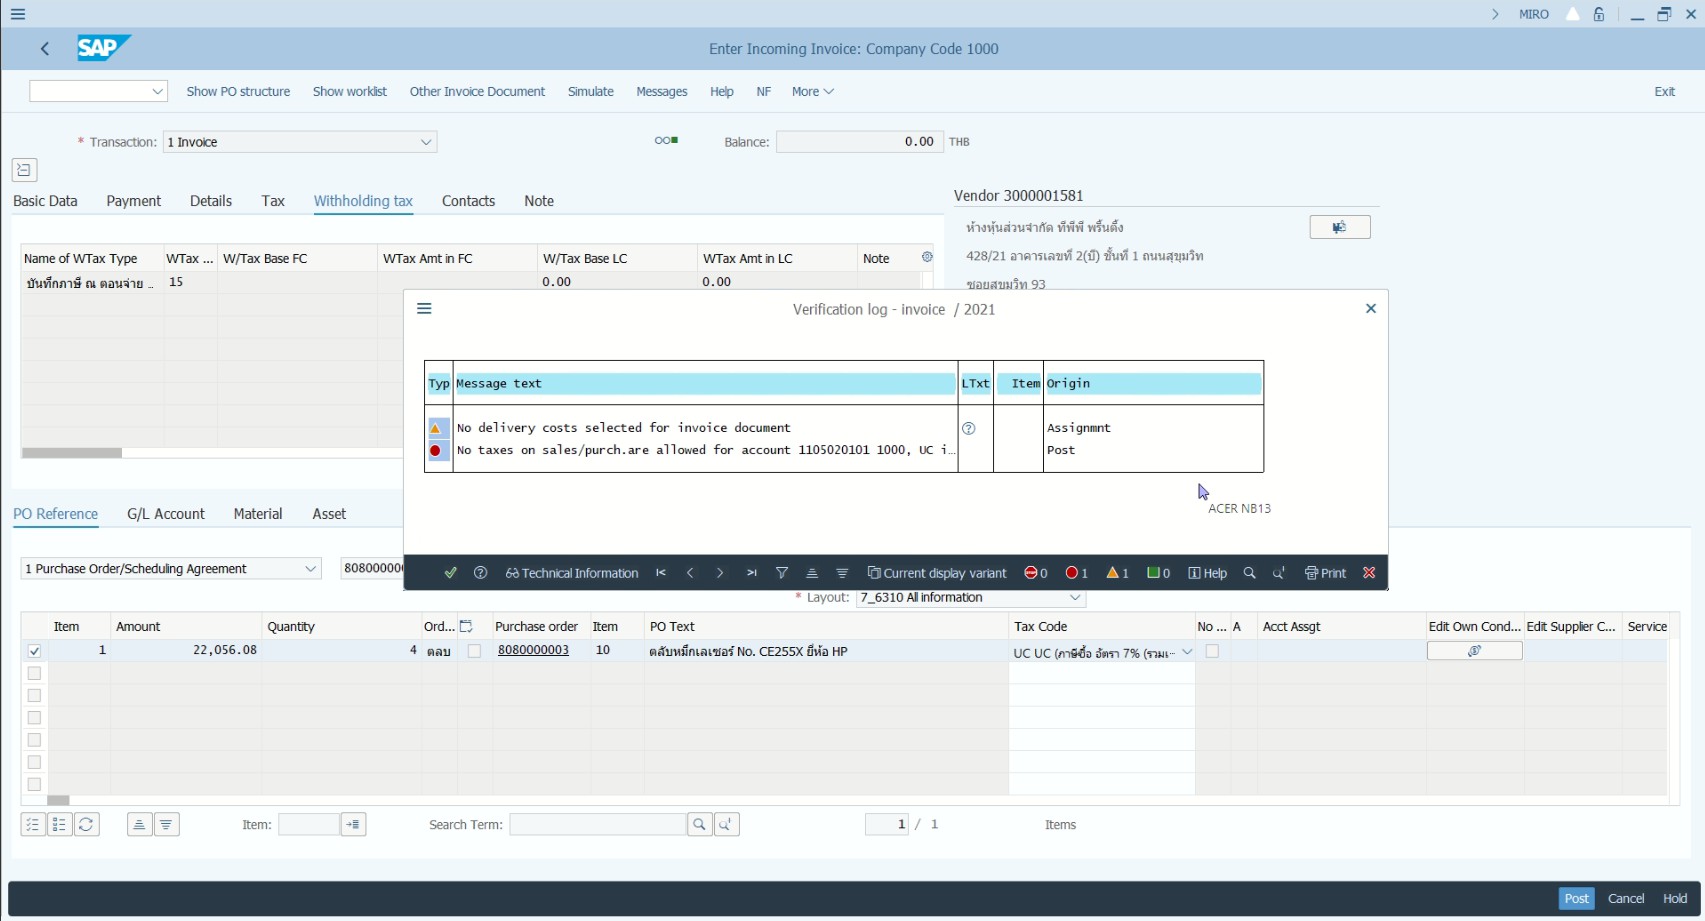 MIRO
SAP
Enter Incoming Invoice: Company Code 1000
Show PO structure Show worklist Other Invoice Document Simulate Messages Help NF More Exit
* Transaction: 1 Invoice Balance: 0.00 THB
Basic Data Payment Details Tax Withholding tax Contacts Note
Vendor 3000001581
ห้างหุ้นส่วนจำกัด ทีพีพี พริ้นติ้ง
428/21 อาคารเลขที่ 2(บี) ชั้นที่ 1 ถนนสุขุมวิท
ซอยสุขุมวิท 93
Name of WTax Type WTax ... W/Tax Base FC WTax Amt in FC W/Tax Base LC WTax Amt in LC Note
บันทึกภาษี ณ ตอนจ่าย .. 15 0.00 0.00
Verification log - invoice / 2021
Typ Message text LTxt Item Origin
No delivery costs selected for invoice document Assignmnt
No taxes on sales/purch.are allowed for account 1105020101 1000, UC i... Post
ACER NB13
Technical Information Current display variant 0 1 1 0 Help Print
PO Reference G/L Account Material Asset
1 Purchase Order/Scheduling Agreement 80800000
* Layout: 7_6310 All information
Item Amount Quantity Ord... Purchase order Item PO Text Tax Code No ... A Acct Assgt Edit Own Cond... Edit Supplier C... Service
1 22,056.08 4 ตลบ 8080000003 10 ตลับหมึกเลเซอร์ No. CE255X ยี่ห้อ HP UC UC (ภาษีซื้อ อัตรา 7% (รวมเ...
Item: Search Term: 1 / 1 Items
Post Cancel Hold